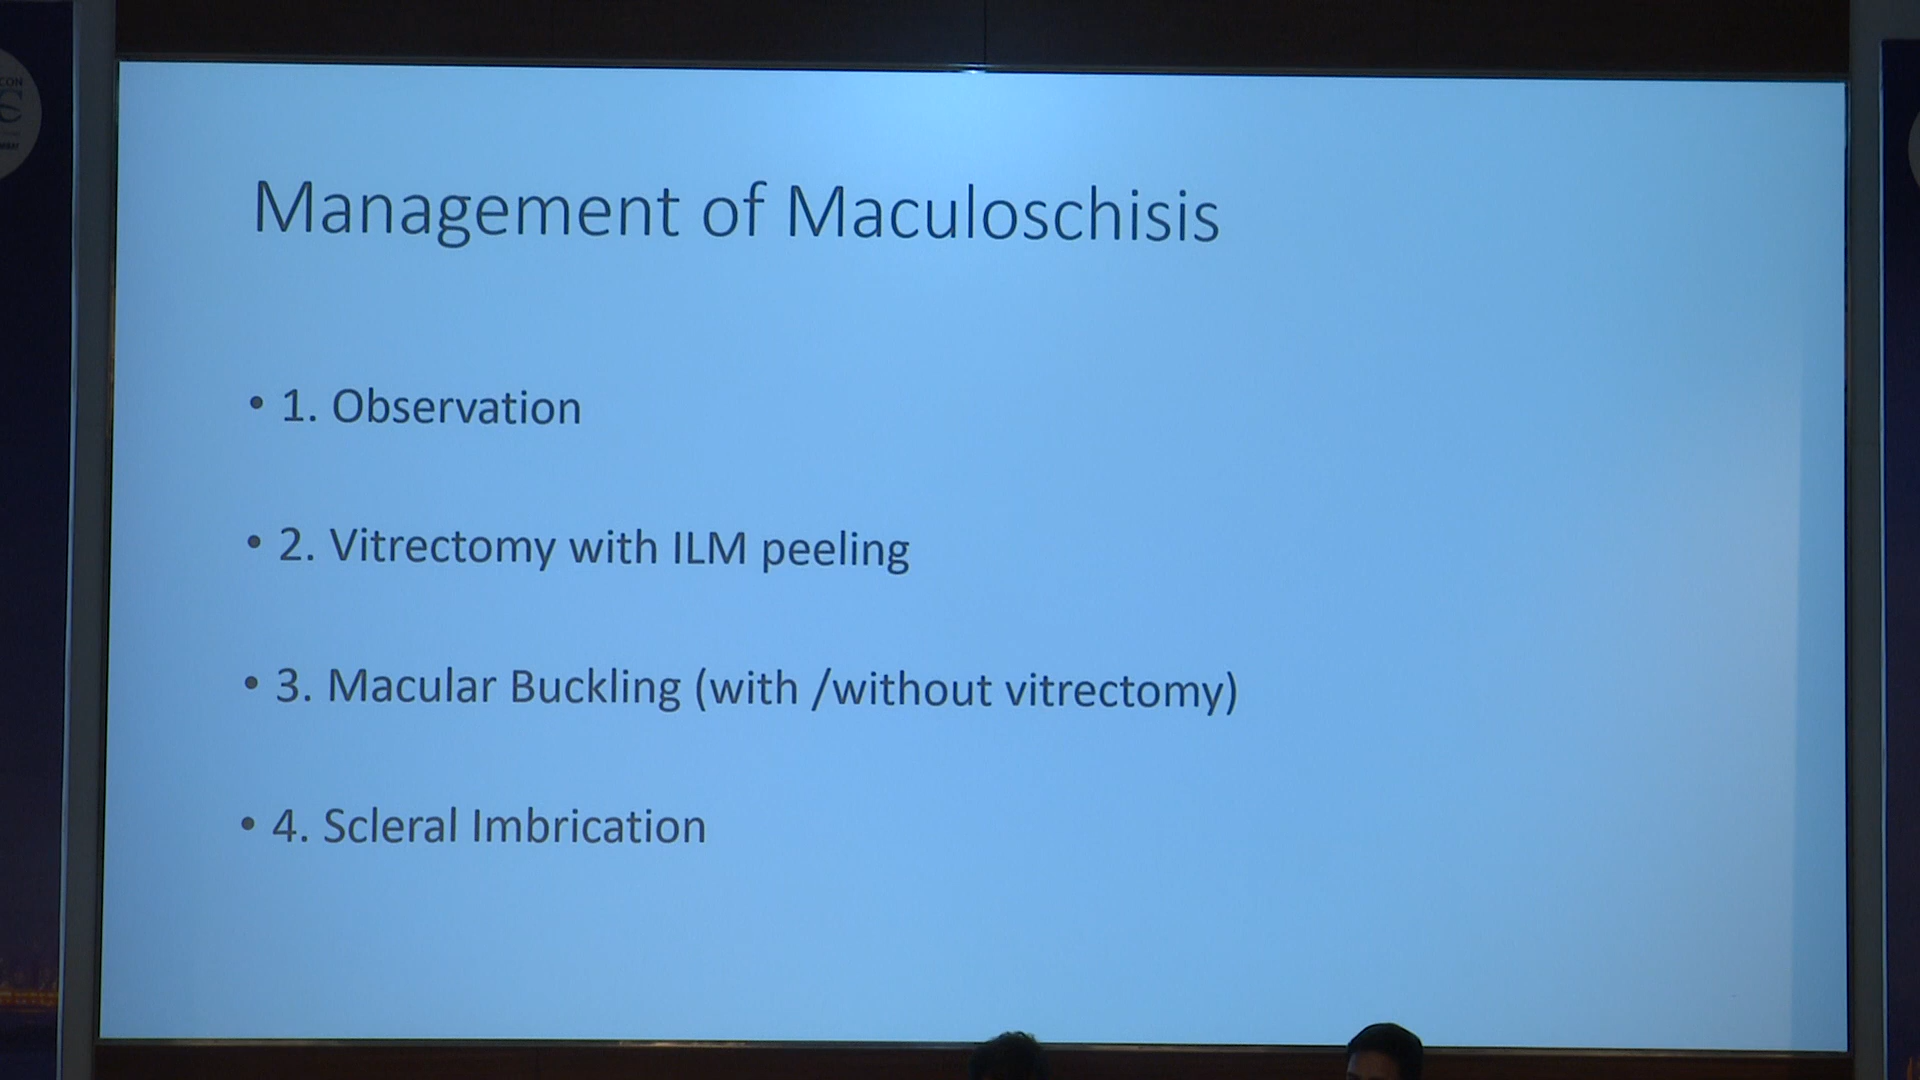 CON
Management of Maculoschisis
• 1. Observation
• 2. Vitrectomy with ILM peeling
• 3. Macular Buckling (with /without vitrectomy)
• 4. Scleral Imbrication